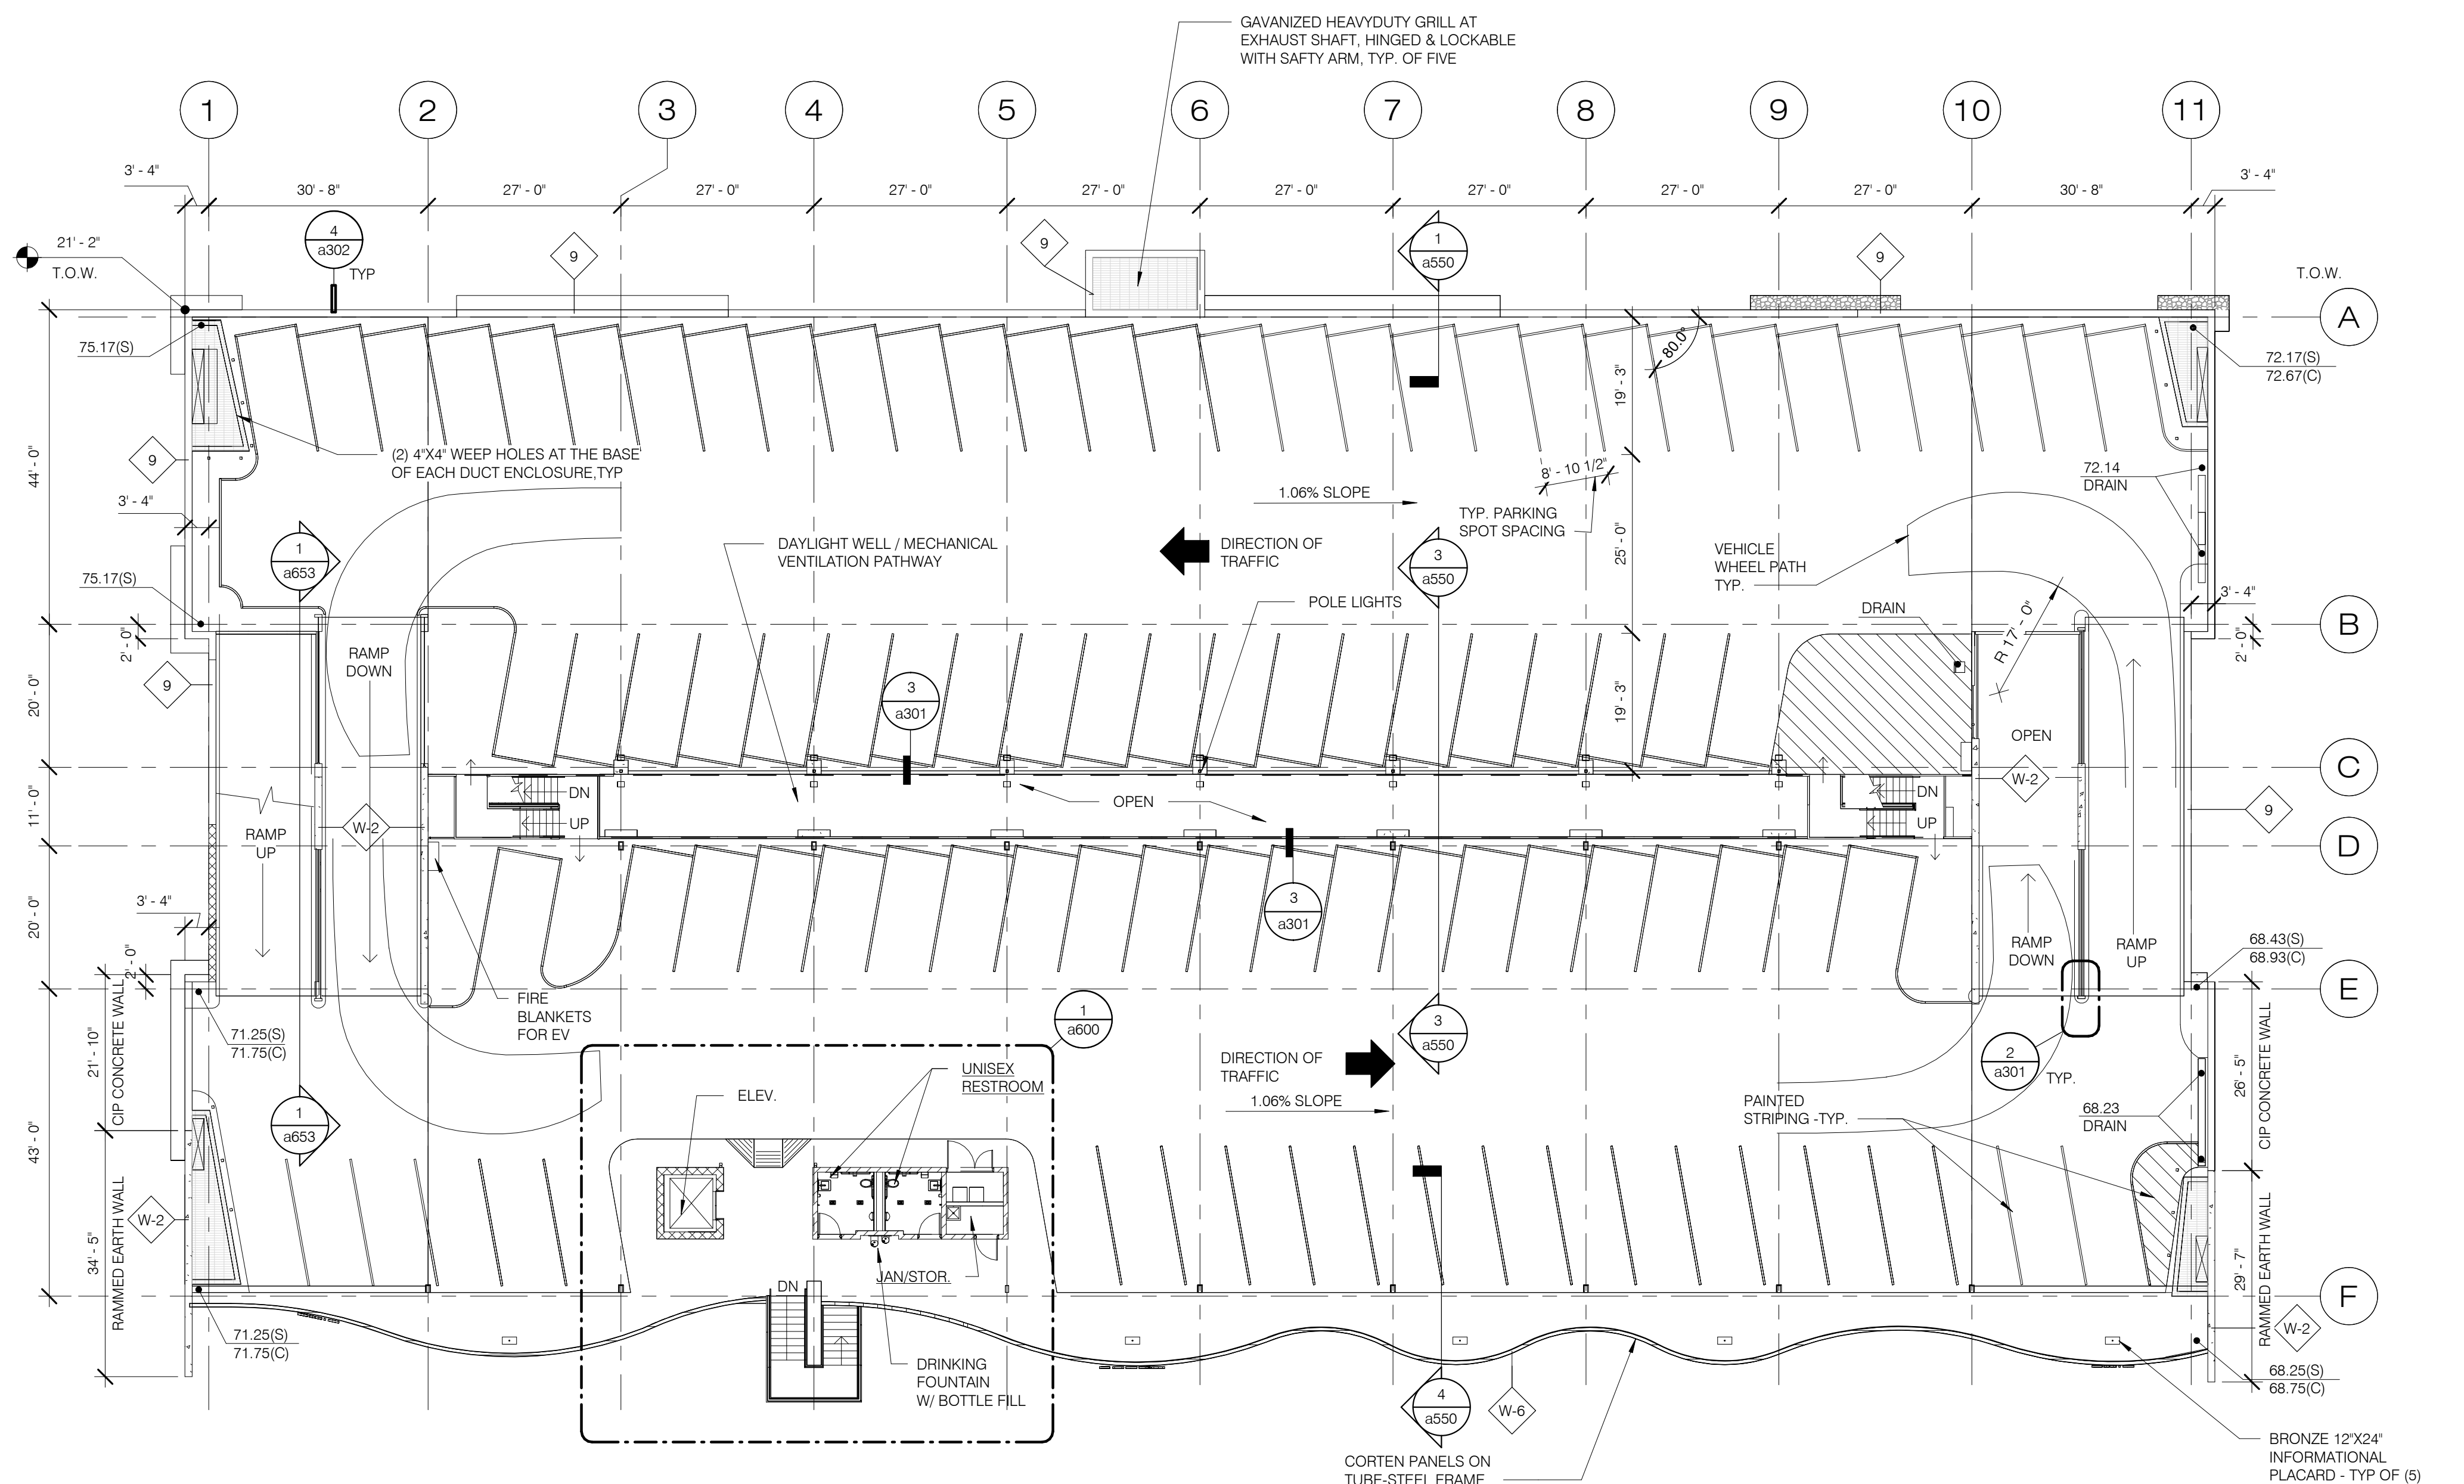 GAVANIZED HEAVYDUTY GRILL AT
EXHAUST SHAFT, HINGED & LOCKABLE
WITH SAFTY ARM, TYP. OF FIVE
1
2
3
4
5
6
7
8
9
10
11
3' - 4"
30' - 8"
27' - 0"
27' - 0"
27' - 0"
27' - 0"
27' - 0"
27' - 0"
27' - 0"
27' - 0"
30' - 8"
3' - 4"
21' - 2"
T.O.W.
4
a302
TYP
9
9
1
a550
9
T.O.W.
A
75.17(S)
80.0°
72.17(S)
72.67(C)
19' - 3"
44' - 0"
9
(2) 4"X4" WEEP HOLES AT THE BASE
OF EACH DUCT ENCLOSURE,TYP
8' - 10 1/2"
72.14
DRAIN
3' - 4"
1.06% SLOPE
TYP. PARKING
SPOT SPACING
1
a653
DAYLIGHT WELL / MECHANICAL
VENTILATION PATHWAY
DIRECTION OF
TRAFFIC
3
a550
25' - 0"
VEHICLE
WHEEL PATH
TYP.
75.17(S)
POLE LIGHTS
DRAIN
3' - 4"
R 17' - 0"
B
2' - 0"
2' - 0"
RAMP
DOWN
9
20' - 0"
3
a301
19' - 3"
OPEN
C
W-2
DN
OPEN
DN
11' - 0"
RAMP
UP
W-2
UP
UP
9
D
3' - 4"
20' - 0"
3
a301
2' - 0"
RAMP
DOWN
RAMP
UP
68.43(S)
68.93(C)
E
FIRE
BLANKETS
FOR EV
1
a600
71.25(S)
71.75(C)
21' - 10"
CIP CONCRETE WALL
DIRECTION OF
TRAFFIC
3
a550
2
a301
TYP.
26' - 5"
CIP CONCRETE WALL
UNISEX
RESTROOM
ELEV.
1.06% SLOPE
PAINTED
STRIPING -TYP.
68.23
DRAIN
1
a653
43' - 0"
W-2
34' - 5"
RAMMED EARTH WALL
JAN/STOR.
DN
29' - 7"
RAMMED EARTH WALL
F
W-2
71.25(S)
71.75(C)
DRINKING
FOUNTAIN
W/ BOTTLE FILL
4
a550
W-6
68.25(S)
68.75(C)
CORTEN PANELS ON
TUBE-STEEL FRAME
BRONZE 12"X24"
INFORMATIONAL
PLACARD - TYP OF (5)